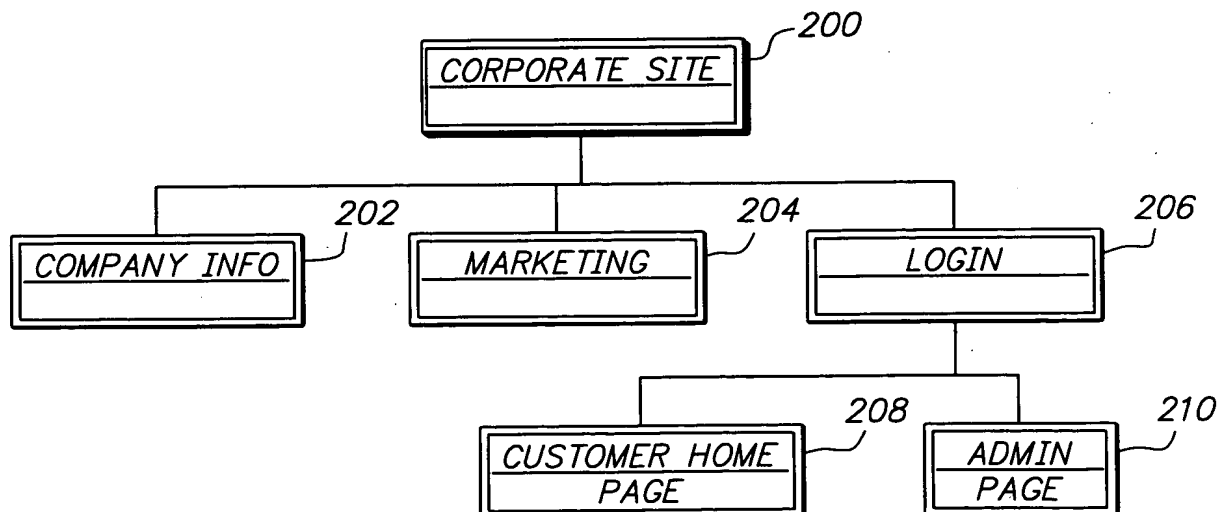 200
CORPORATE SITE
202
204
206
COMPANY INFO
MARKETING
LOGIN
208
210
CUSTOMER HOME
PAGE
ADMIN
PAGE